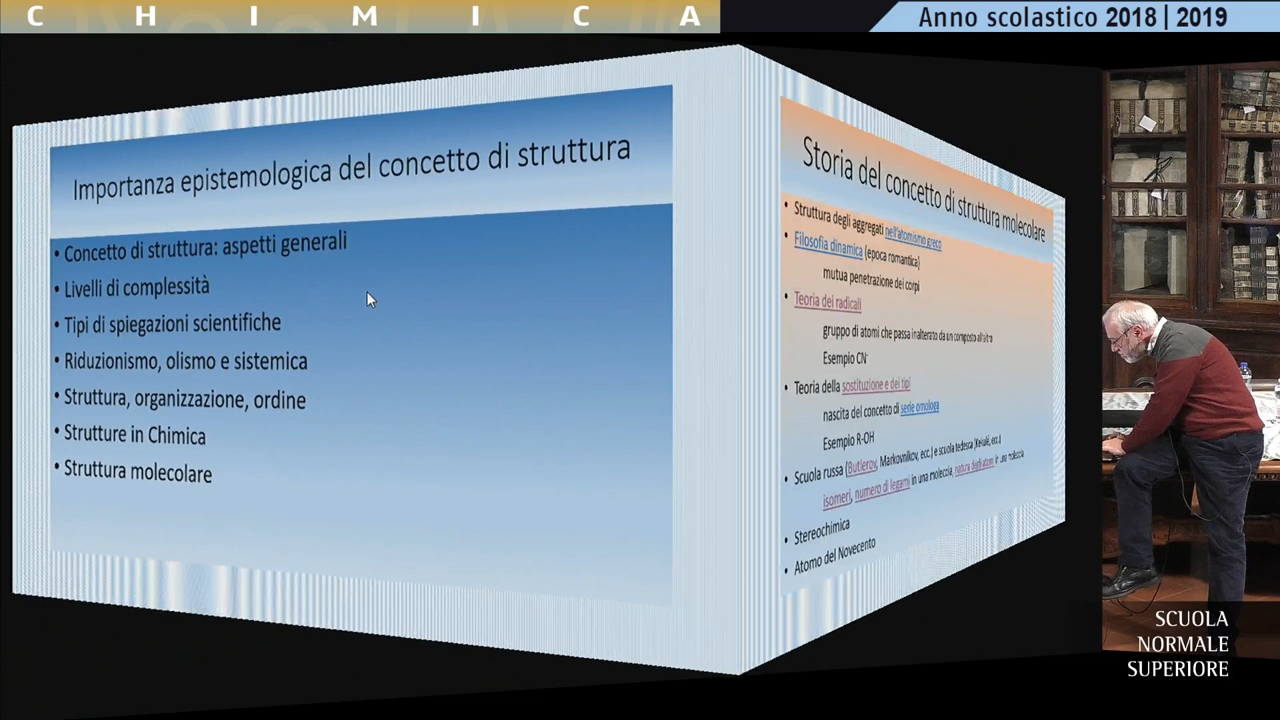 CHIMICA
Anno scolastico 2018 | 2019
Importanza epistemologica del concetto di struttura
• Concetto di struttura: aspetti generali
• Livelli di complessità
• Tipi di spiegazioni scientifiche
• Riduzionismo, olismo e sistemica
• Struttura, organizzazione, ordine
• Strutture in Chimica
• Struttura molecolare
Storia del concetto di struttura molecolare
• Struttura degli aggregati nell'atomismo greco
• Filosofia dinamica (epoca romantica)
mutua penetrazione dei corpi
• Teoria dei radicali
gruppo di atomi che passa inalterato da un composto all'altro
Esempio CN⁻
• Teoria della sostituzione e dei tipi
nascita del concetto di serie omologa
Esempio R-OH
• Scuola russa (Butlerov, Markovnikov, ecc.) e scuola tedesca (Kekulé, ecc.)
isomeri, numero di legami in una molecola, natura degli atomi in una molecola
• Stereochimica
• Atomo del Novecento
SCUOLA
NORMALE
SUPERIORE